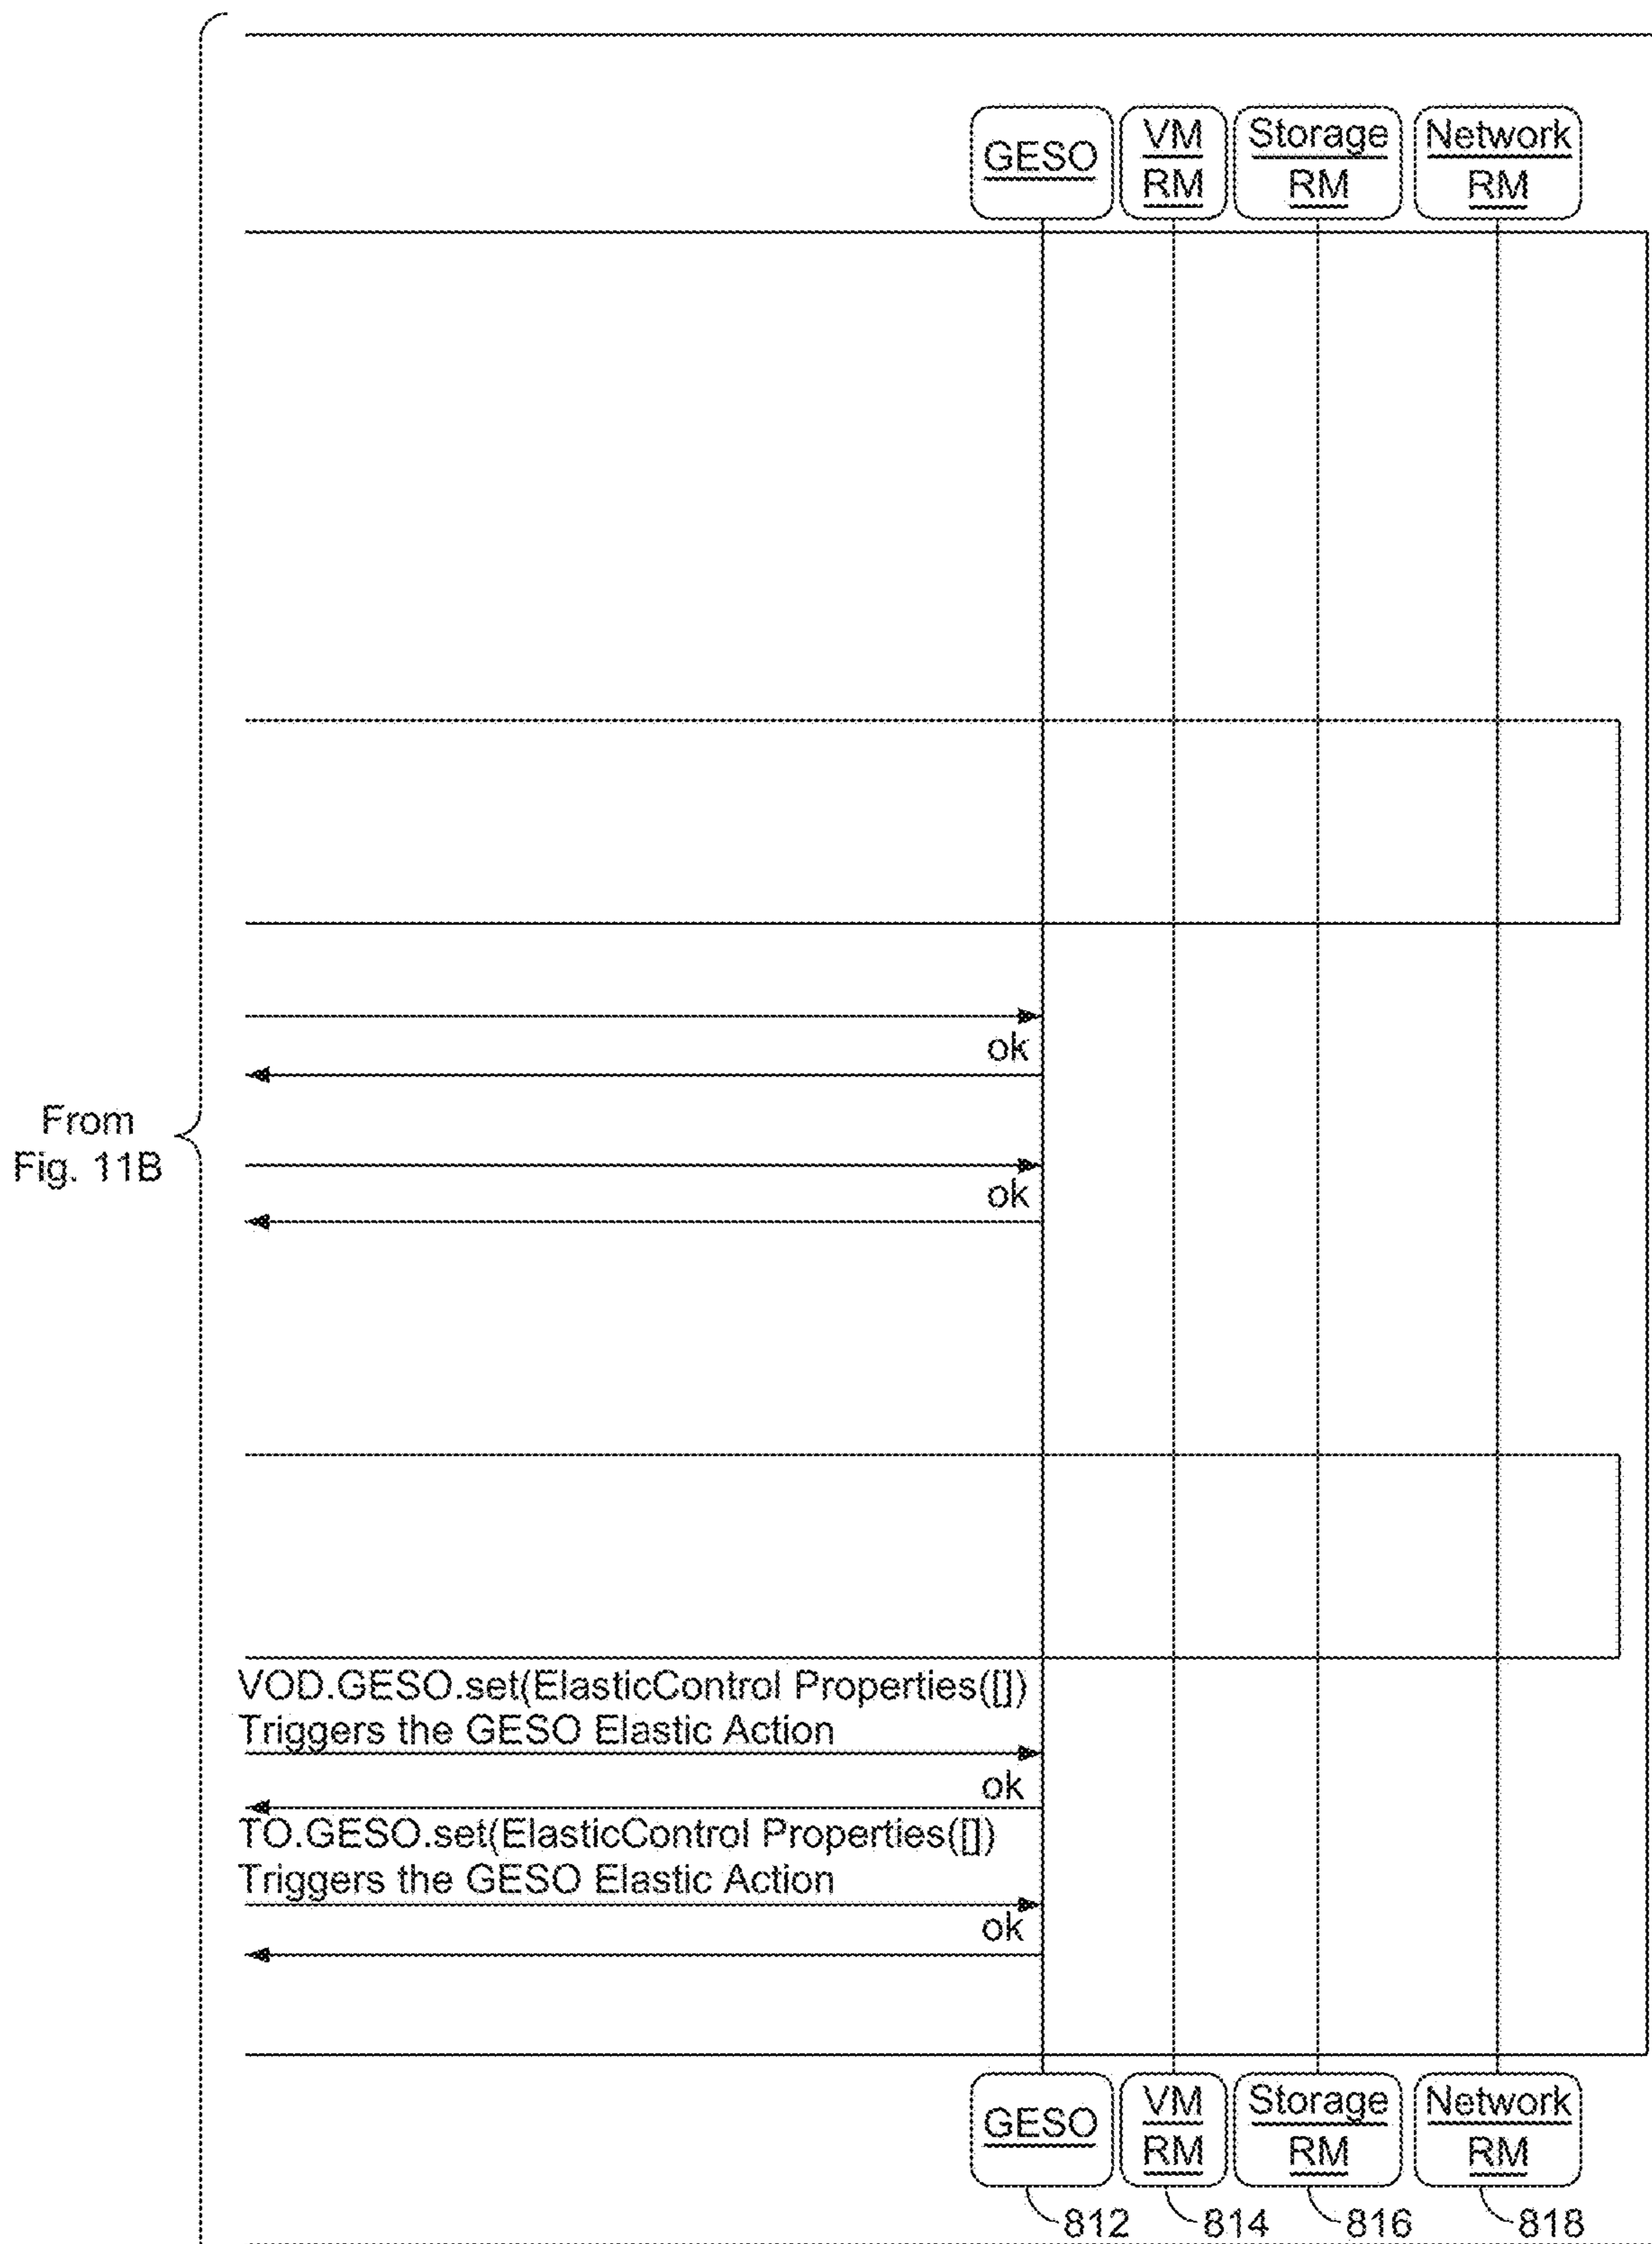 GESO
VM
RM
Storage
RM
Network
RM
ok
From
Fig. 11B
ok
VOD.GESO.set(ElasticControl Properties([])
Triggers the GESO Elastic Action
ok
TO.GESO.set(ElasticControl Properties([])
Triggers the GESO Elastic Action
ok
GESO
VM
RM
Storage
RM
Network
RM
812
814
816
818